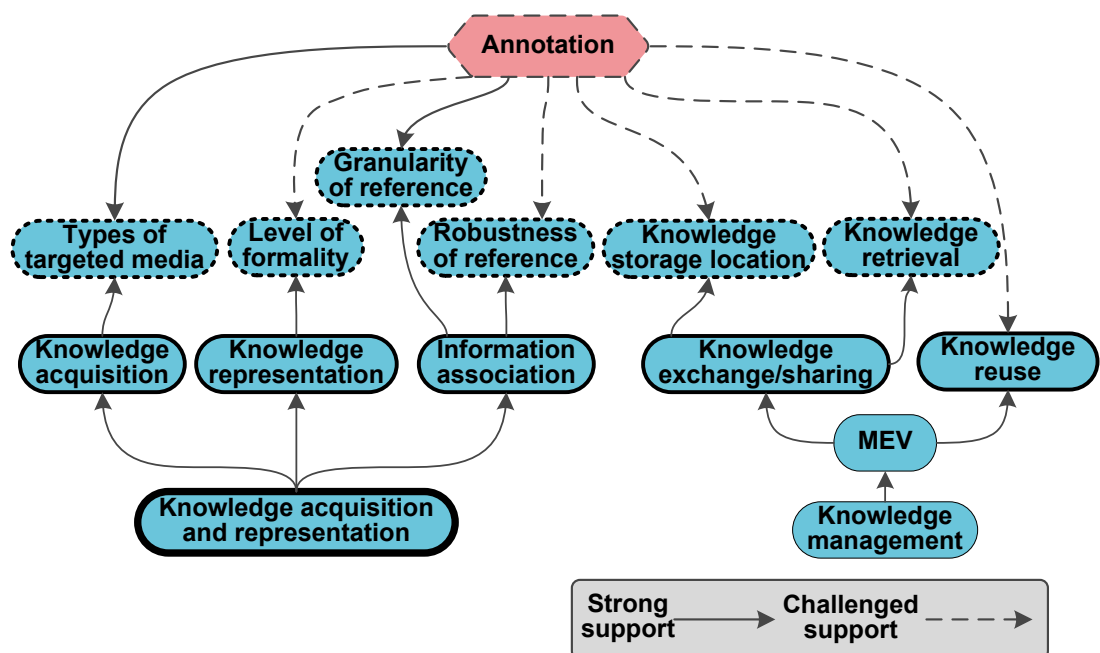 Annotation
Granularity
of reference
Types of
targeted media
Level of
formality
Robustness
of reference
Knowledge
storage location
Knowledge
retrieval
Knowledge
acquisition
Knowledge
representation
Information
association
Knowledge
exchange/sharing
Knowledge
reuse
MEV
Knowledge acquisition
and representation
Knowledge
management
Strong
support
Challenged
support